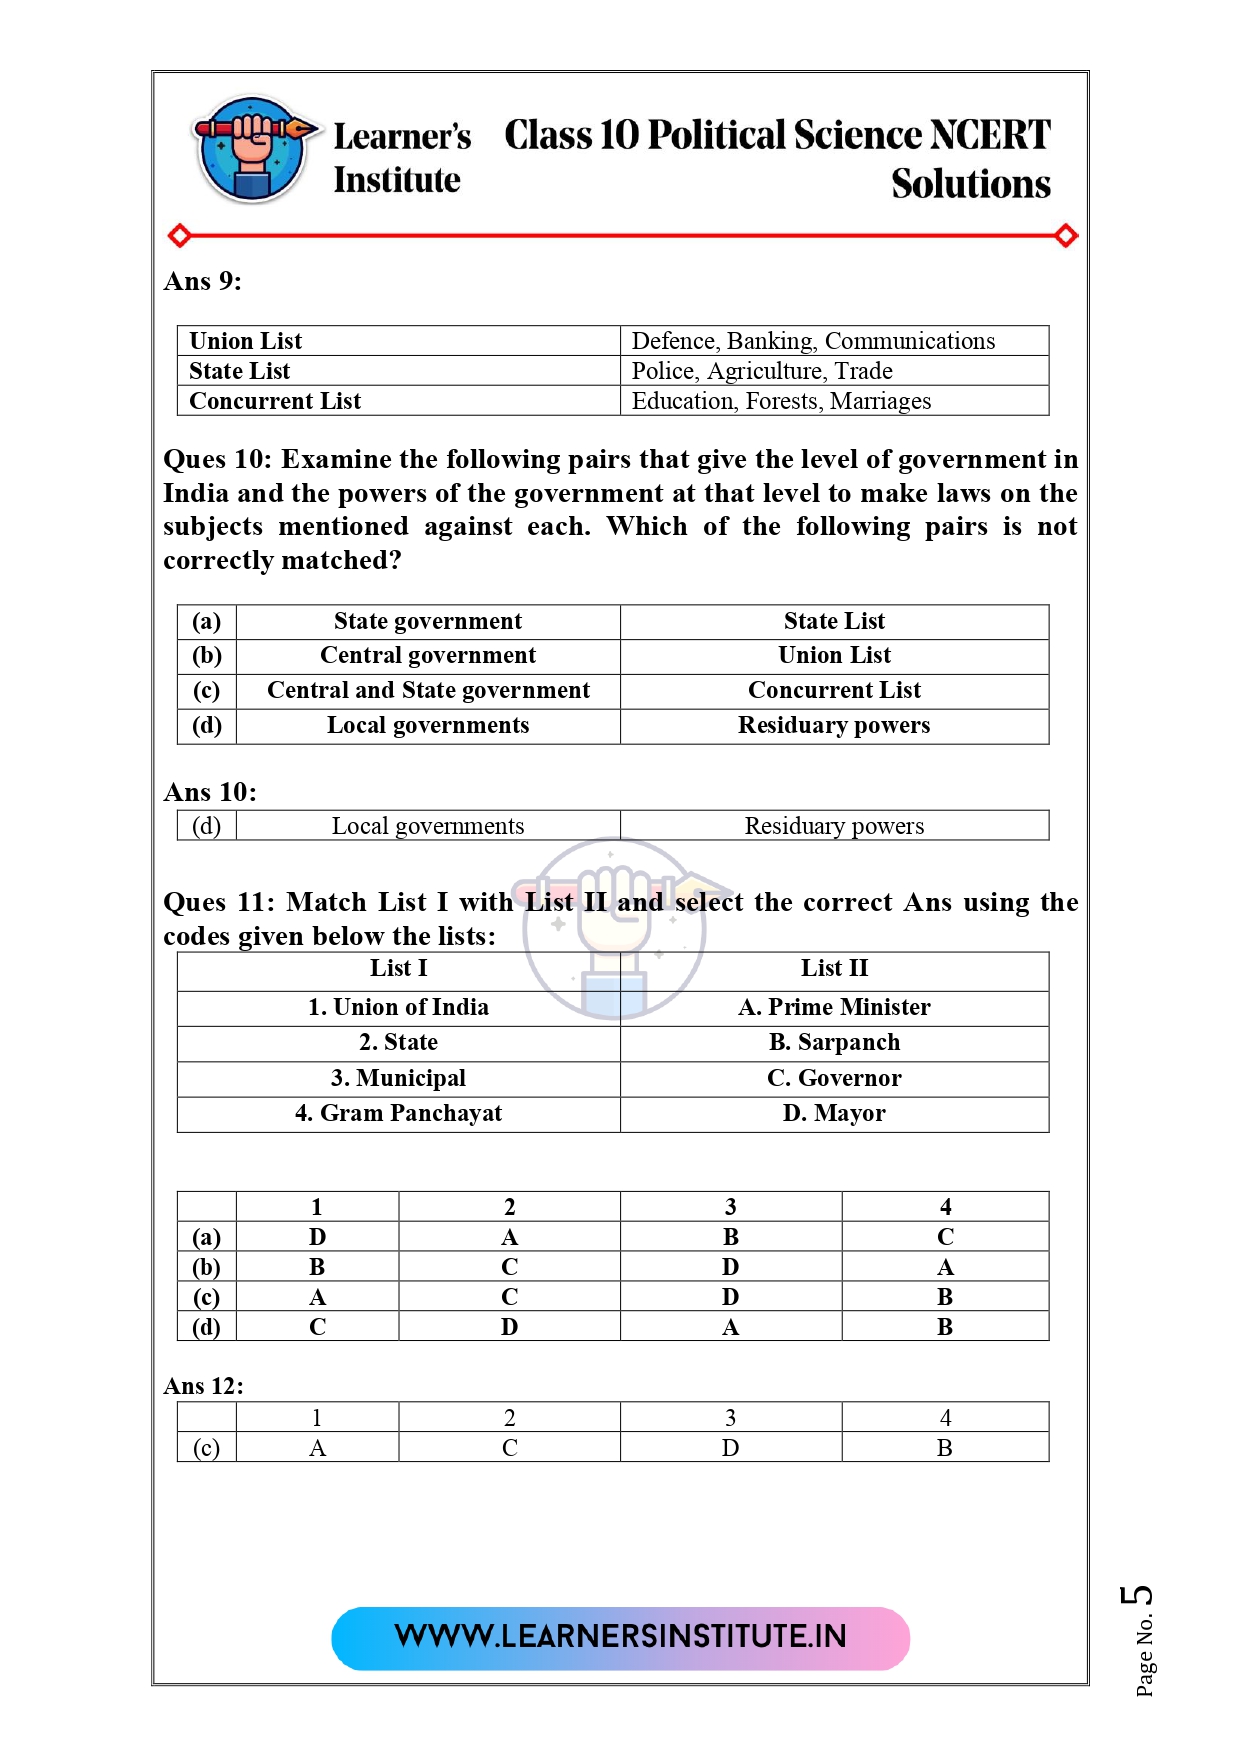 Learner's Institute
Class 10 Political Science NCERT Solutions
Ans 9:
Union List Defence, Banking, Communications
State List Police, Agriculture, Trade
Concurrent List Education, Forests, Marriages
Ques 10: Examine the following pairs that give the level of government in
India and the powers of the government at that level to make laws on the
subjects mentioned against each. Which of the following pairs is not
correctly matched?
(a) State government State List
(b) Central government Union List
(c) Central and State government Concurrent List
(d) Local governments Residuary powers
Ans 10:
(d) Local governments Residuary powers
Ques 11: Match List I with List II and select the correct Ans using the
codes given below the lists:
List I List II
1. Union of India A. Prime Minister
2. State B. Sarpanch
3. Municipal C. Governor
4. Gram Panchayat D. Mayor
1 2 3 4
(a) D A B C
(b) B C D A
(c) A C D B
(d) C D A B
Ans 12:
1 2 3 4
(c) A C D B
WWW.LEARNERSINSTITUTE.IN
Page No. 5